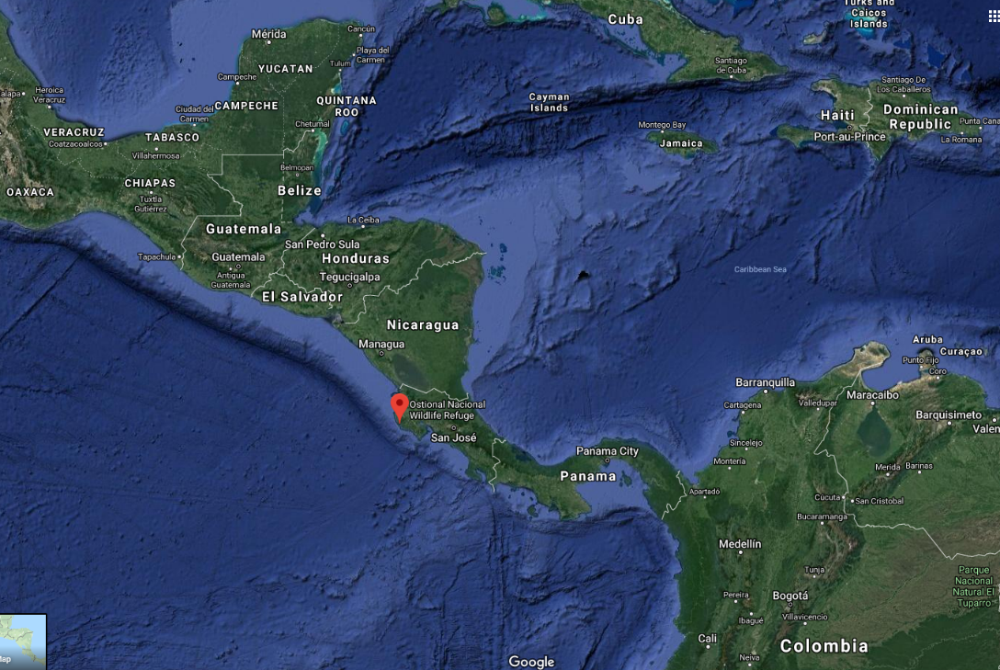 Turks and
Caicos
Islands
Cuba
Mérida
Cancún
Playa del
Carmen
Tulum
YUCATAN
Santiago
de Cuba
Campeche
Heroica
Veracruz
CAMPECHE
QUINTANA
ROO
Cayman
Islands
Santiago De
Los Caballeros
Ciudad del
Carmen
Haiti
Dominican
Republic
Punta Cana
Chetumal
Montego Bay
VERACRUZ
Coatzacoalcos
TABASCO
Port-au-Prince
La Romana
Jamaica
Villahermosa
Belmopan
CHIAPAS
OAXACA
Belize
Tuxtla
Gutiérrez
La Ceiba
Guatemala
San Pedro Sula
Tapachula
Guatemala
Honduras
Caribbean Sea
Antigua
Guatemala
Tegucigalpa
El Salvador
Nicaragua
Managua
Aruba
Curaçao
Punto Fijo
Coro
Barranquilla
Maracaibo
Ostional National
Wildlife Refuge
Cartagena
Valledupar
Barquisimeto
Valen
San José
Sincelejo
Panama City
Montería
Merida
Barinas
Panama
Apartadó
Cúcuta
San Cristobal
Bucaramanga
Medellín
Tunja
Parque
Nacional
Natural El
Tuparro
Pereira
Bogotá
Ibagué
Villavicencio
Cali
Colombia
Neiva
Google